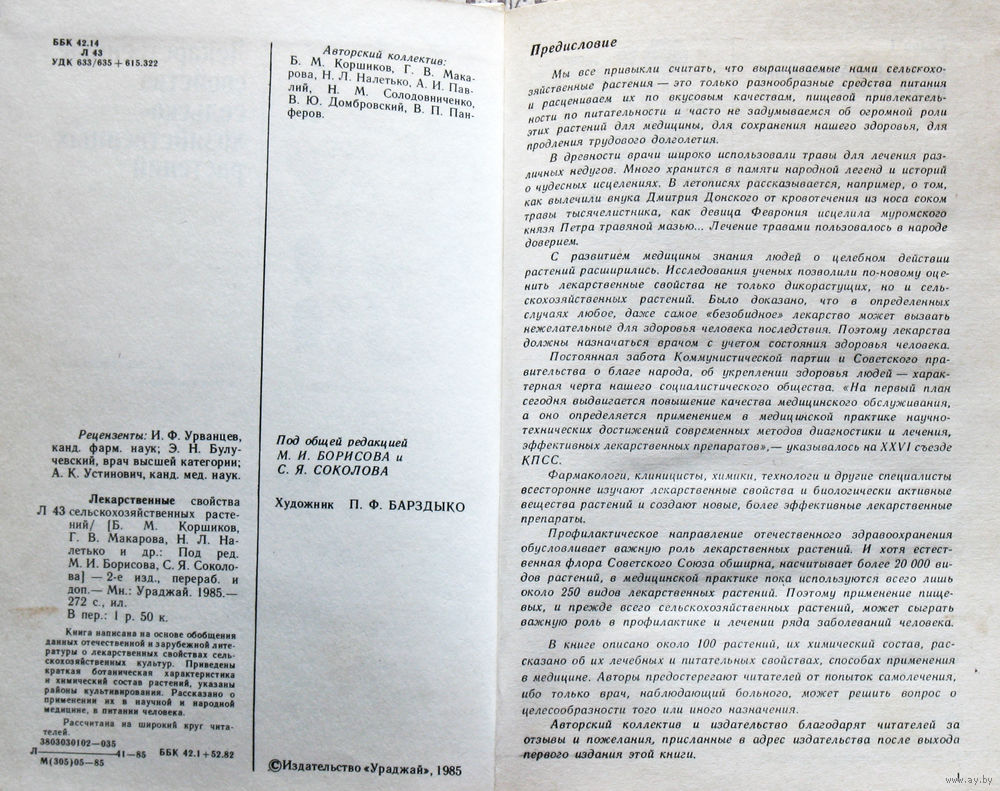 ББК 42.14
Л 43
УДК 633/635 + 615.322
Авторский коллектив:
Б. М. Коршиков, Г. В. Мака-
рова, Н. Л. Налетько, А. И. Пав-
лий, Н. М. Солодовниченко,
В. Ю. Домбровский, В. П. Пан-
феров.
Рецензенты: И. Ф. Урванцев,
канд. фарм. наук; Э. Н. Булу-
чевский, врач высшей категории;
А. К. Устинович, канд. мед. наук.
Лекарственные свойства
Л 43 сельскохозяйственных расте-
ний/ [Б. М. Коршиков,
Г. В. Макарова, Н. Л. На-
летько и др.: Под ред.
М. И. Борисова, С. Я. Соколо-
ва] — 2-е изд., перераб. и
доп.— Мн.: Ураджай. 1985.—
272 с., ил.
В пер.: 1 р. 50 к.
Книга написана на основе обобщения
данных отечественной и зарубежной лите-
ратуры о лекарственных свойствах сель-
скохозяйственных культур. Приведены
краткая ботаническая характеристика
и химический состав растений, указаны
районы культивирования. Рассказано о
применении их в научной и народной
медицине, в питании человека.
Рассчитана на широкий круг чита-
телей.
3803030102—035
Л 41—85 ББК 42.1+52.82
М(305)05—85
Под общей редакцией
М. И. БОРИСОВА и
С. Я. СОКОЛОВА
Художник П. Ф. БАРЗДЫКО
©Издательство «Ураджай», 1985
Предисловие
Мы все привыкли считать, что выращиваемые нами сельскохо-
зяйственные растения — это только разнообразные средства питания
и расцениваем их по вкусовым качествам, пищевой привлекатель-
ности по питательности и часто не задумываемся об огромной роли
этих растений для медицины, для сохранения нашего здоровья, для
продления трудового долголетия.
В древности врачи широко использовали травы для лечения раз-
личных недугов. Много хранится в памяти народной легенд и историй
о чудесных исцелениях. В летописях рассказывается, например, о том,
как вылечили внука Дмитрия Донского от кровотечения из носа соком
травы тысячелистника, как девица Феврония исцелила муромского
князя Петра травяной мазью... Лечение травами пользовалось в народе
доверием.
С развитием медицины знания людей о целебном действии
растений расширились. Исследования ученых позволили по-новому оце-
нить лекарственные свойства не только дикорастущих, но и сель-
скохозяйственных растений. Было доказано, что в определенных
случаях любое, даже самое «безобидное» лекарство может вызвать
нежелательные для здоровья человека последствия. Поэтому лекарства
должны назначаться врачом с учетом состояния здоровья человека.
Постоянная забота Коммунистической партии и Советского пра-
вительства о благе народа, об укреплении здоровья людей — харак-
терная черта нашего социалистического общества. «На первый план
сегодня выдвигается повышение качества медицинского обслуживания,
а оно определяется применением в медицинской практике научно-
технических достижений современных методов диагностики и лечения,
эффективных лекарственных препаратов»,— указывалось на XXVI съезде
КПСС.
Фармакологи, клиницисты, химики, технологи и другие специалисты
всесторонне изучают лекарственные свойства и биологически активные
вещества растений и создают новые, более эффективные лекарственные
препараты.
Профилактическое направление отечественного здравоохранения
обусловливает важную роль лекарственных растений. И хотя естест-
венная флора Советского Союза обширна, насчитывает более 20 000 ви-
дов растений, в медицинской практике пока используются всего лишь
около 250 видов лекарственных растений. Поэтому применение пище-
вых, и прежде всего сельскохозяйственных растений, может сыграть
важную роль в профилактике и лечении ряда заболеваний человека.
В книге описано около 100 растений, их химический состав, рас-
сказано об их лечебных и питательных свойствах, способах применения
в медицине. Авторы предостерегают читателей от попыток самолечения,
ибо только врач, наблюдающий больного, может решить вопрос о
целесообразности того или иного назначения.
Авторский коллектив и издательство благодарят читателей за
отзывы и пожелания, присланные в адрес издательства после выхода
первого издания этой книги.
www.ay.by